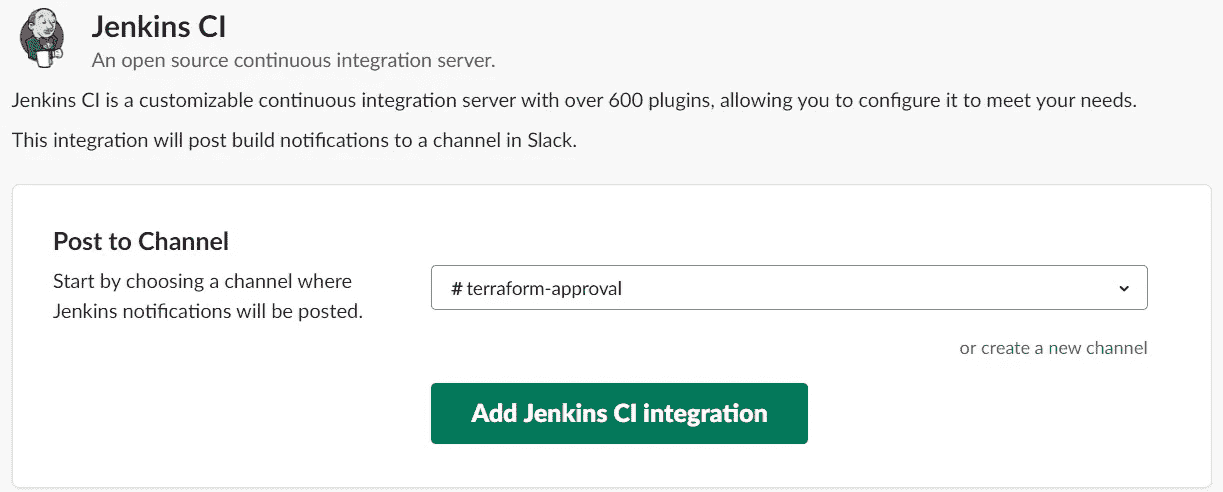 Jenkins CI
An open source continuous integration server.
Jenkins CI is a customizable continuous integration server with over 600 plugins, allowing you to configure it to meet your needs.
This integration will post build notifications to a channel in Slack.
Post to Channel
Start by choosing a channel where
Jenkins notifications will be posted.
# terraform-approval
or create a new channel
Add Jenkins CI integration